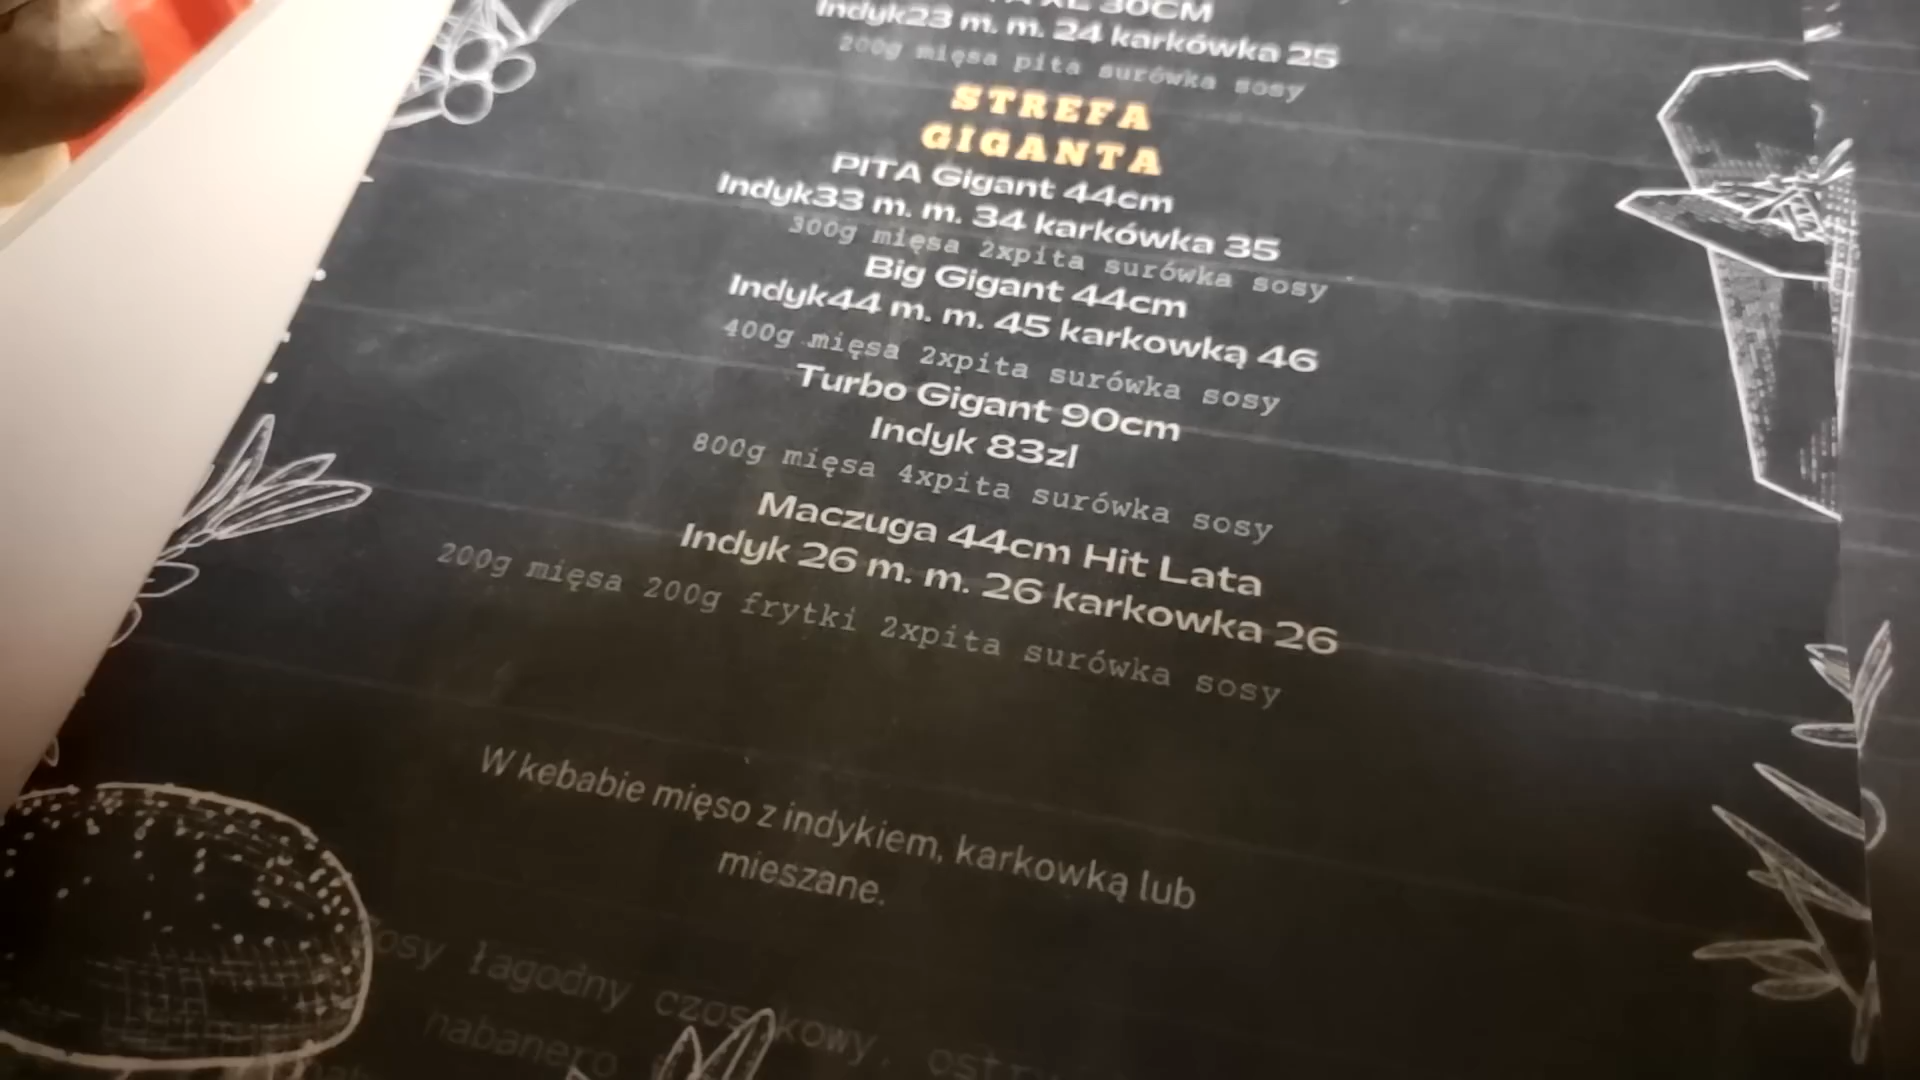 XL 30CM
Indyk23 m. m. 24 karkówka 25
200g mięsa pita surówka sosy
STREFA
GIGANTA
PITA Gigant 44cm
Indyk33 m. m. 34 karkówka 35
300g mięsa 2xpita surówka sosy
Big Gigant 44cm
Indyk44 m. m. 45 karkowką 46
400g mięsa 2xpita surówka sosy
Turbo Gigant 90cm
Indyk 83zl
800g mięsa 4xpita surówka sosy
Maczuga 44cm Hit Lata
Indyk 26 m. m. 26 karkowka 26
200g mięsa 200g frytki 2xpita surówka sosy
W kebabie mięso z indykiem, karkowką lub
mieszane.
łagodny
habanero